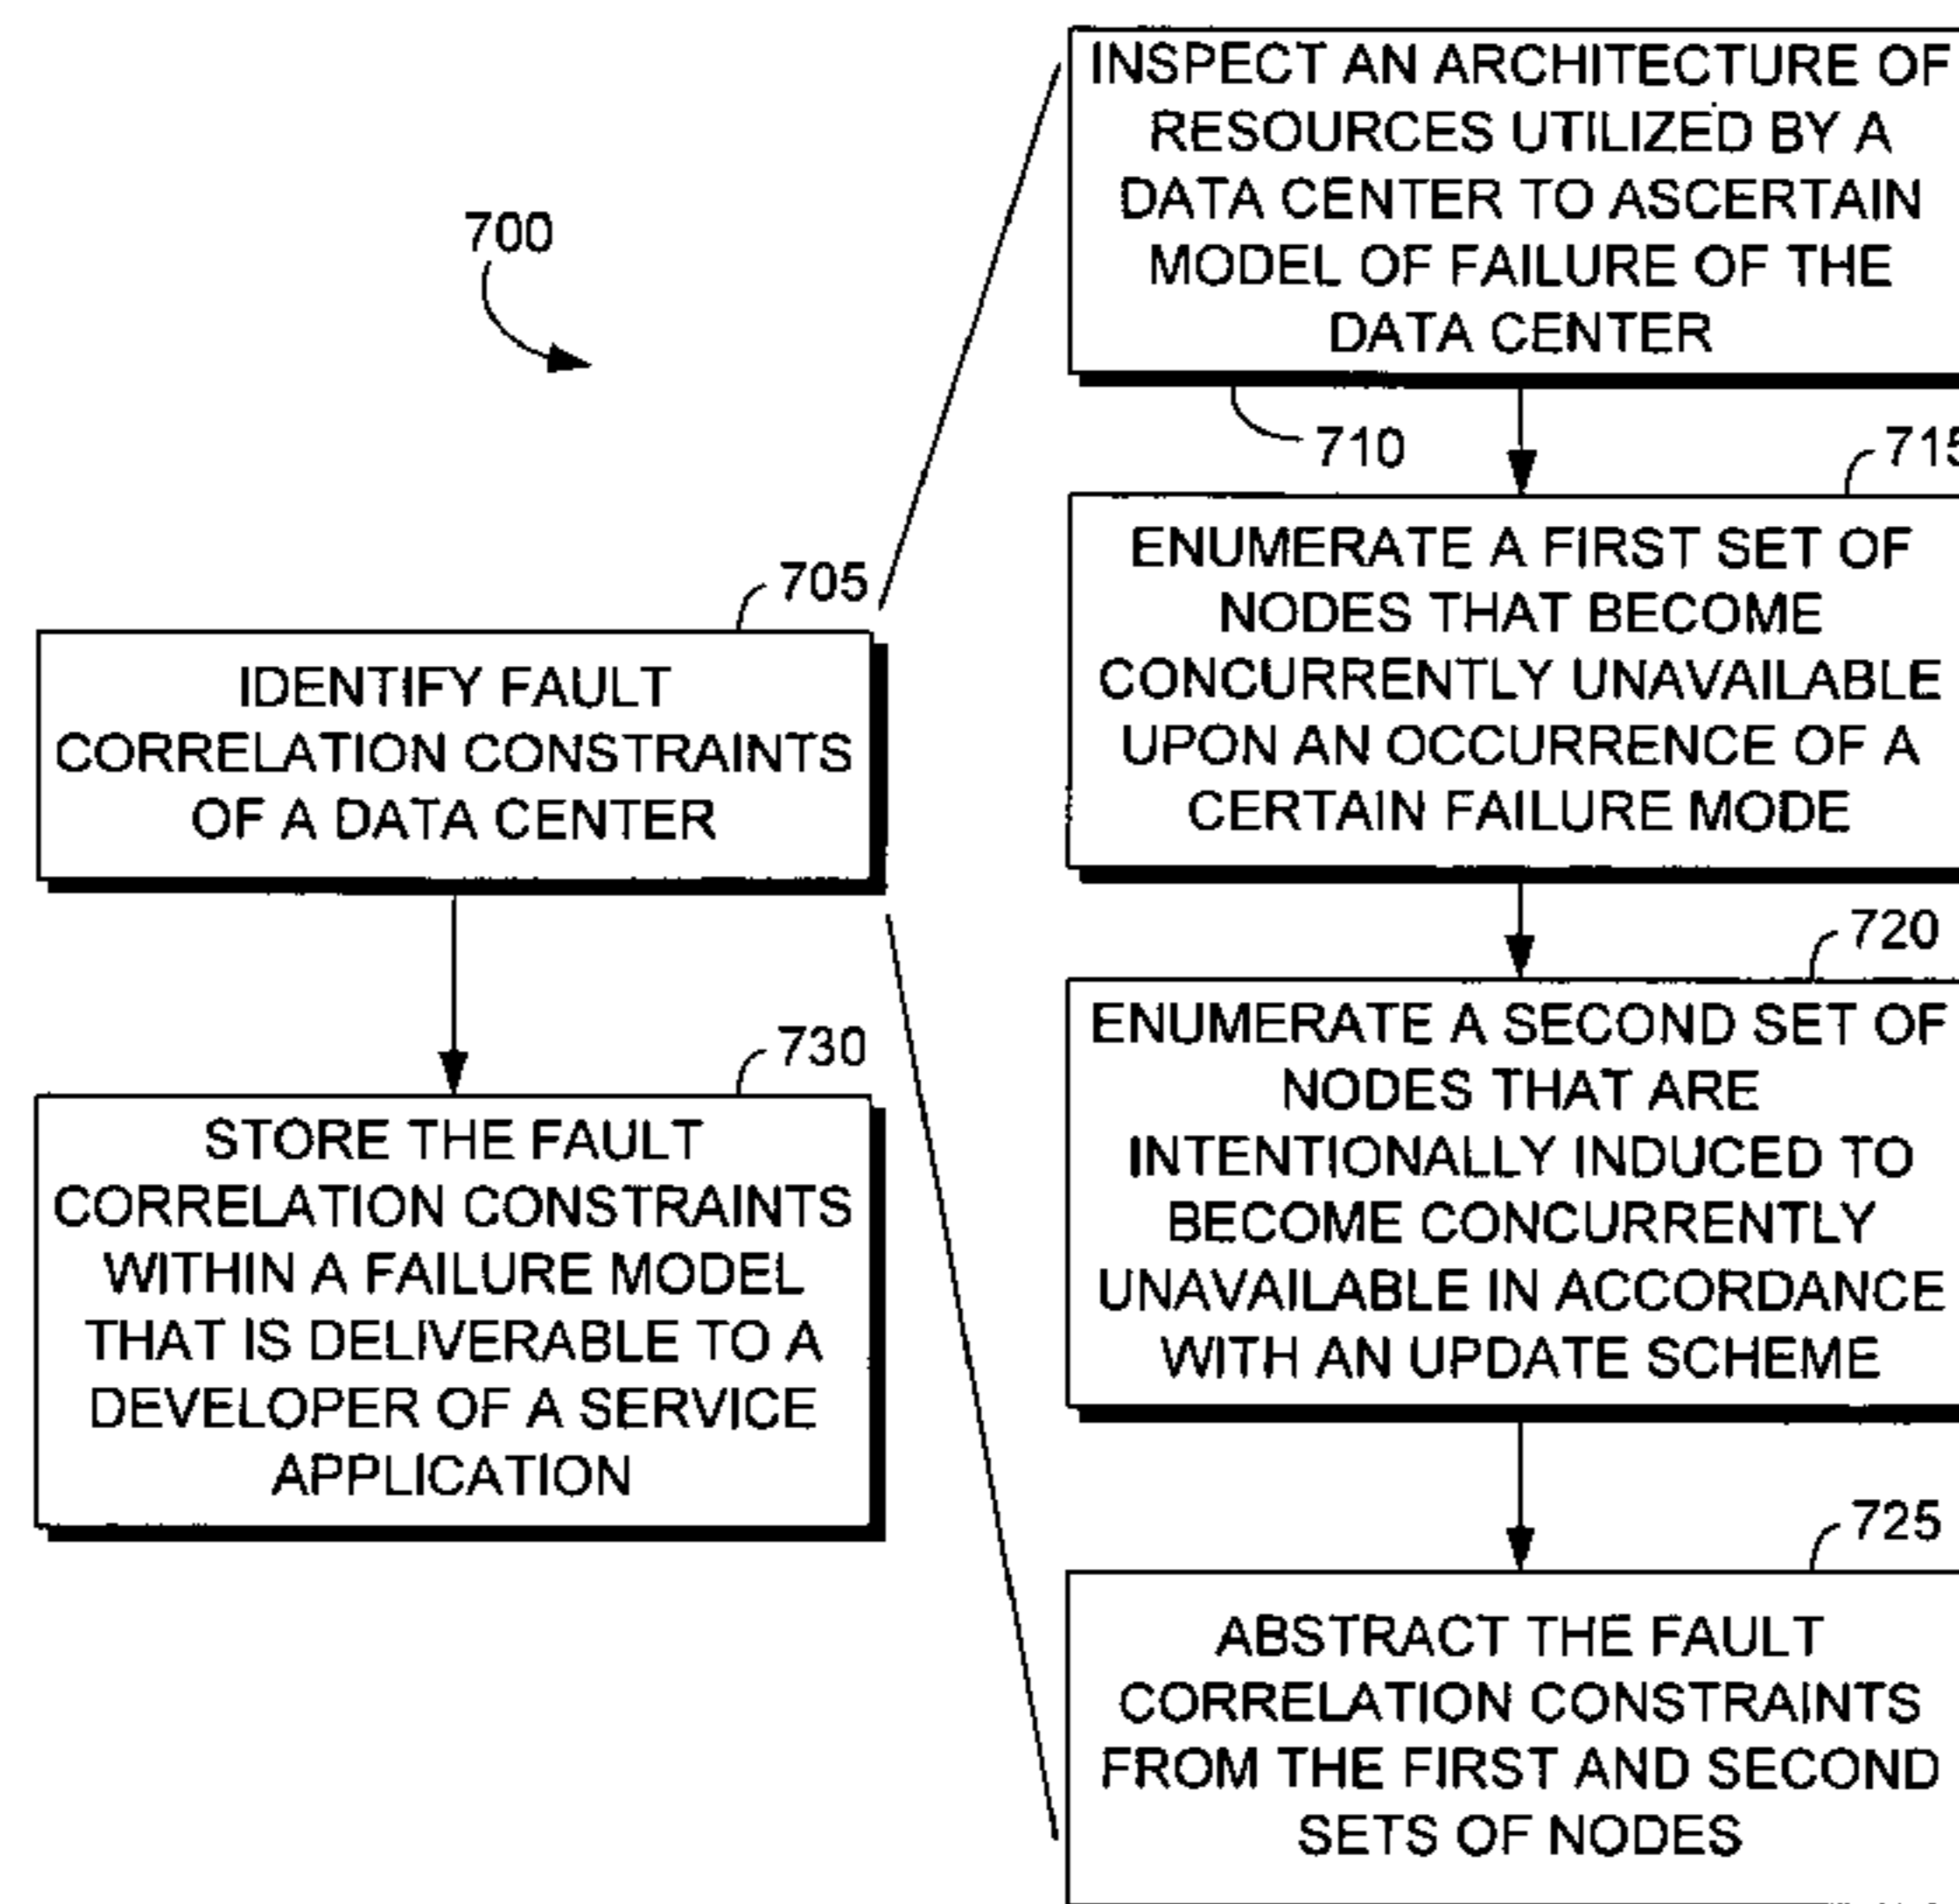 700
705
IDENTIFY FAULT
CORRELATION CONSTRAINTS
OF A DATA CENTER
730
STORE THE FAULT
CORRELATION CONSTRAINTS
WITHIN A FAILURE MODEL
THAT IS DELIVERABLE TO A
DEVELOPER OF A SERVICE
APPLICATION
INSPECT AN ARCHITECTURE OF
RESOURCES UTILIZED BY A
DATA CENTER TO ASCERTAIN
MODEL OF FAILURE OF THE
DATA CENTER
710
715
ENUMERATE A FIRST SET OF
NODES THAT BECOME
CONCURRENTLY UNAVAILABLE
UPON AN OCCURRENCE OF A
CERTAIN FAILURE MODE
720
ENUMERATE A SECOND SET OF
NODES THAT ARE
INTENTIONALLY INDUCED TO
BECOME CONCURRENTLY
UNAVAILABLE IN ACCORDANCE
WITH AN UPDATE SCHEME
725
ABSTRACT THE FAULT
CORRELATION CONSTRAINTS
FROM THE FIRST AND SECOND
SETS OF NODES